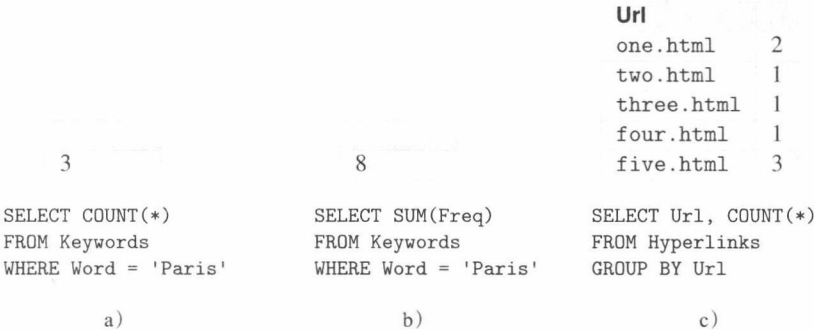 Url
one.html 2
two.html 1
three.html 1
four.html 1
five.html 3
3
8
SELECT COUNT(*)
FROM Keywords
WHERE Word = 'Paris'
a)
SELECT SUM(Freq)
FROM Keywords
WHERE Word = 'Paris'
b)
SELECT Url, COUNT(*)
FROM Hyperlinks
GROUP BY Url
c)